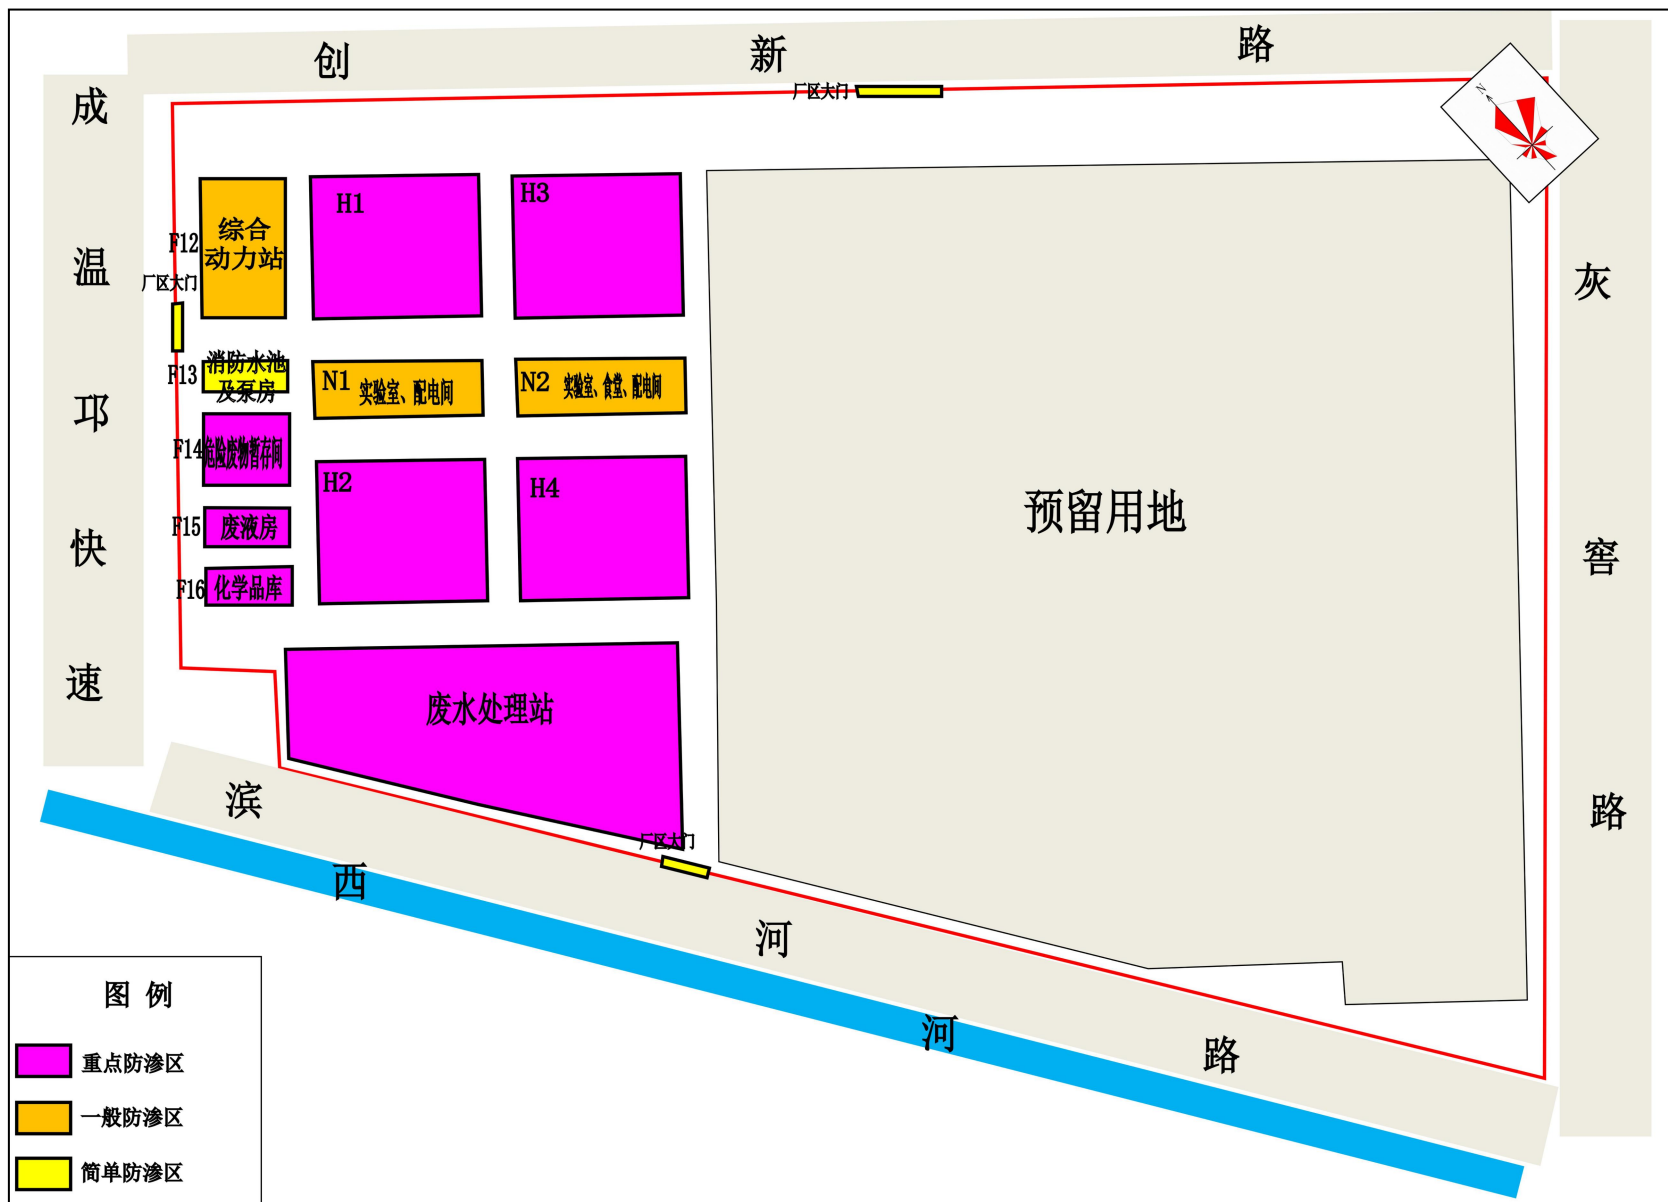 创新路
成温邛快速
灰窖路
滨河路
西河
厂区大门
N
F12
综合
动力站
H1
H3
厂区大门
F13
消防水池
及泵房
N1 实验室、配电间
N2 实验室、食堂、配电间
F14
危险废物暂存间
H2
H4
预留用地
F15
废液房
F16
化学品库
废水处理站
厂区大门
图例
重点防渗区
一般防渗区
简单防渗区